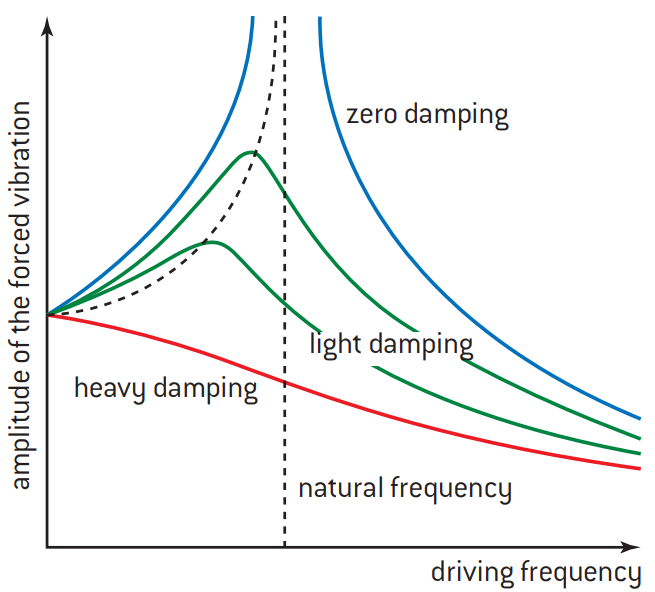 amplitude of the forced vibration
zero damping
light damping
heavy damping
natural frequency
driving frequency